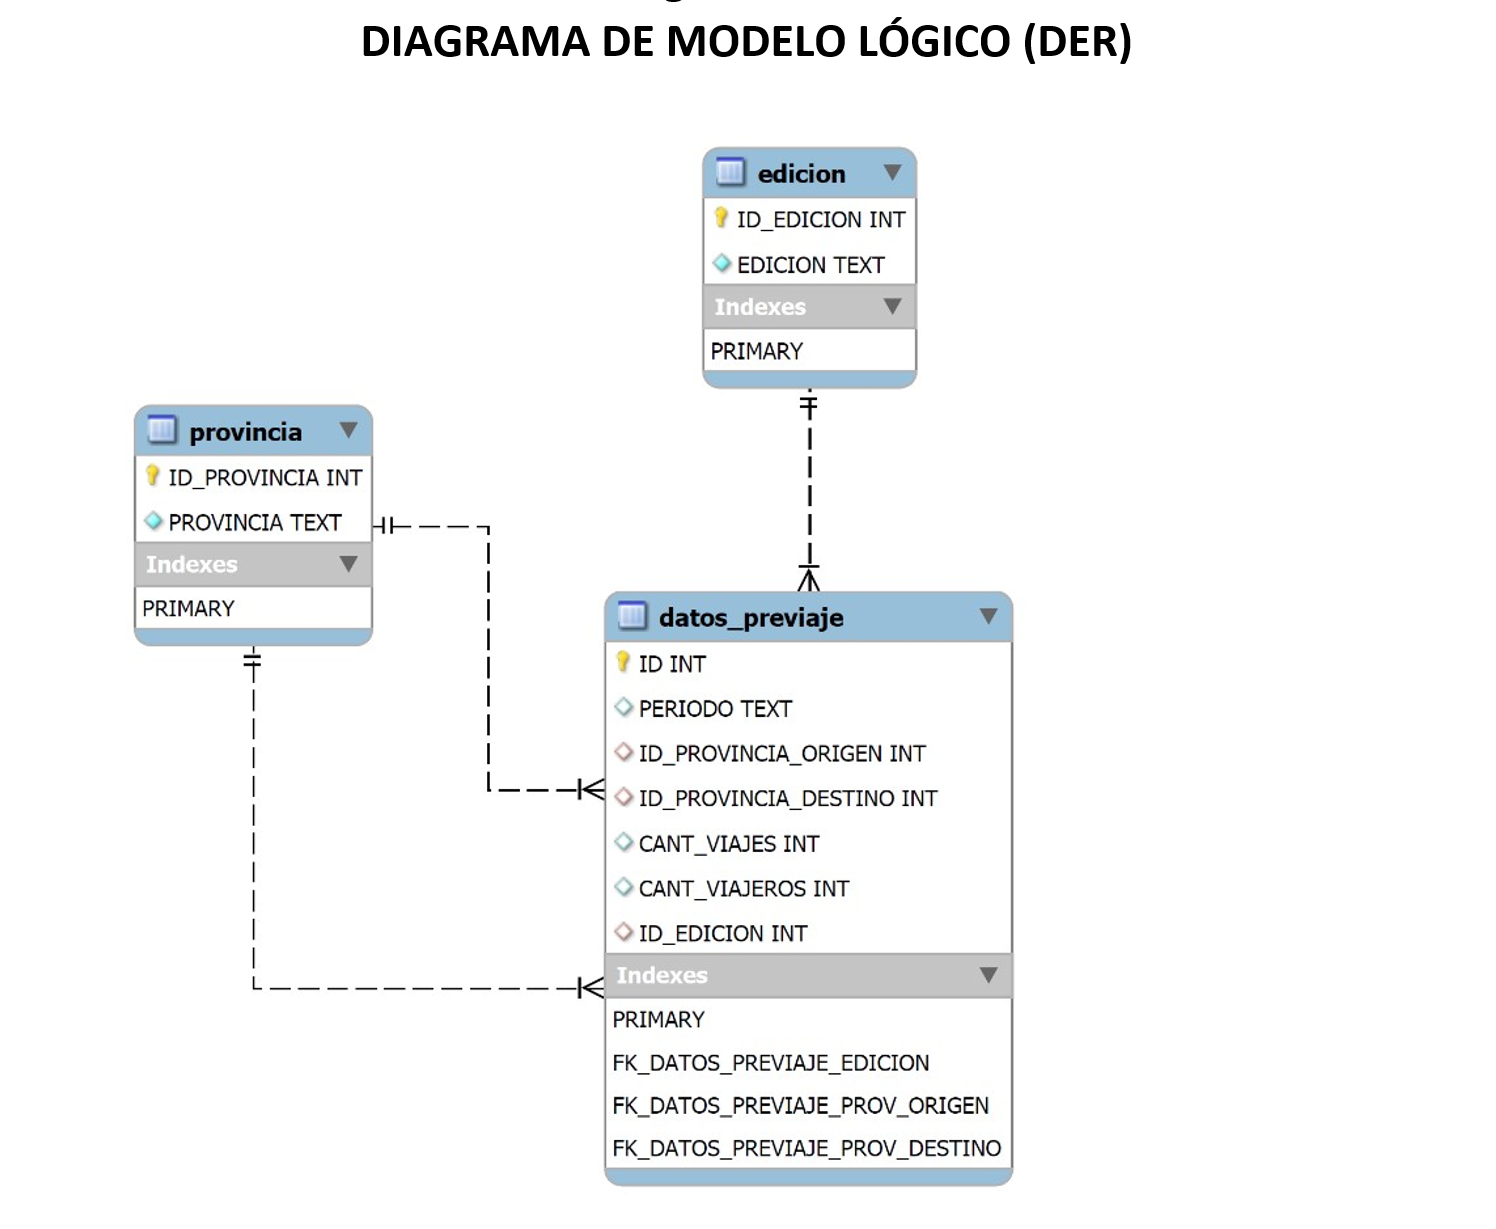 DIAGRAMA DE MODELO LÓGICO (DER)
edicion
ID_EDICION INT
EDICION TEXT
Indexes
PRIMARY
provincia
ID_PROVINCIA INT
PROVINCIA TEXT
Indexes
PRIMARY
datos_previaje
ID INT
PERIODO TEXT
ID_PROVINCIA_ORIGEN INT
ID_PROVINCIA_DESTINO INT
CANT_VIAJES INT
CANT_VIAJEROS INT
ID_EDICION INT
Indexes
PRIMARY
FK_DATOS_PREVIAJE_EDICION
FK_DATOS_PREVIAJE_PROV_ORIGEN
FK_DATOS_PREVIAJE_PROV_DESTINO